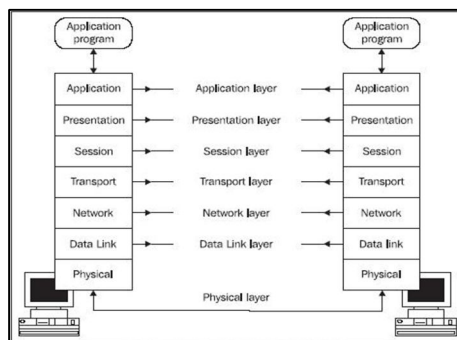 Application
program
Application
program
Application
Application layer
Application
Presentation
Presentation layer
Presentation
Session
Session layer
Session
Transport
Transport layer
Transport
Network
Network layer
Network
Data Link
Data Link layer
Data link
Physical
Physical
Physical layer